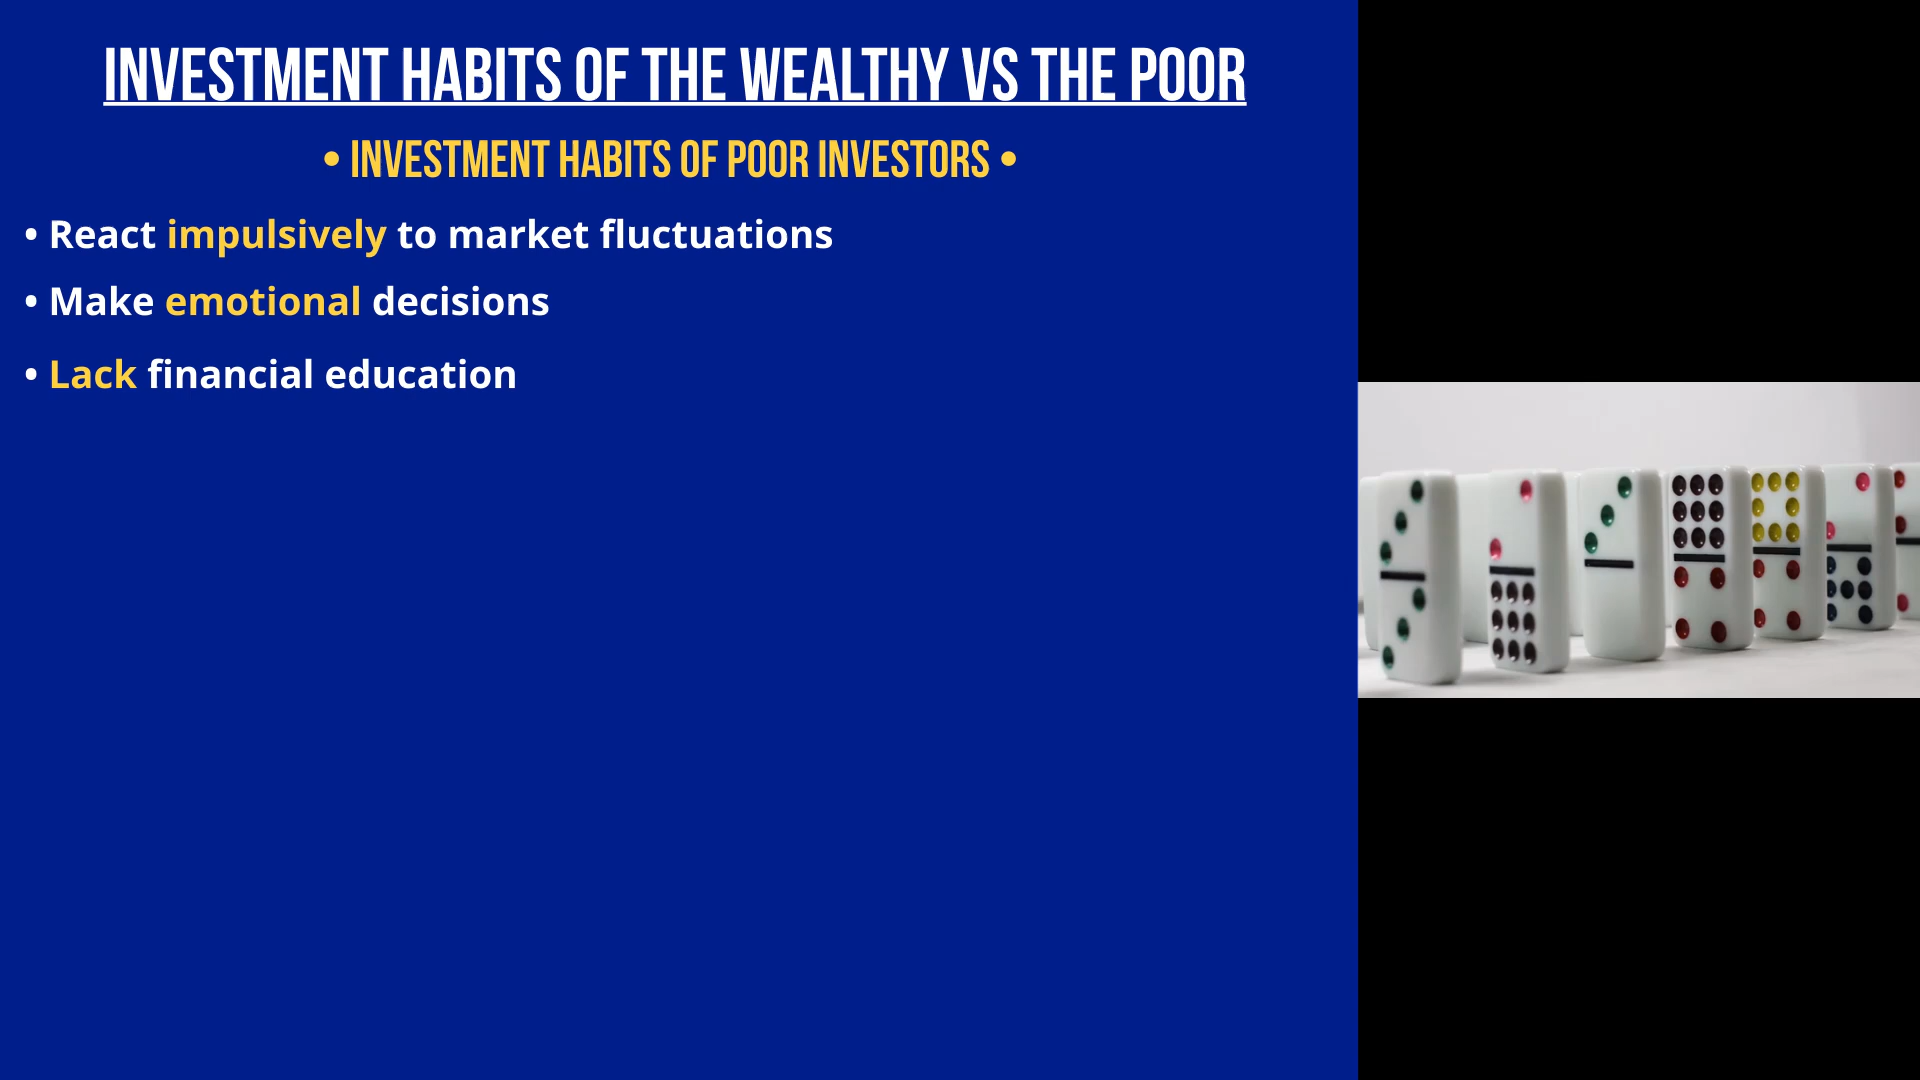 INVESTMENT HABITS OF THE WEALTHY VS THE POOR
• INVESTMENT HABITS OF POOR INVESTORS •
• React impulsively to market fluctuations
• Make emotional decisions
• Lack financial education